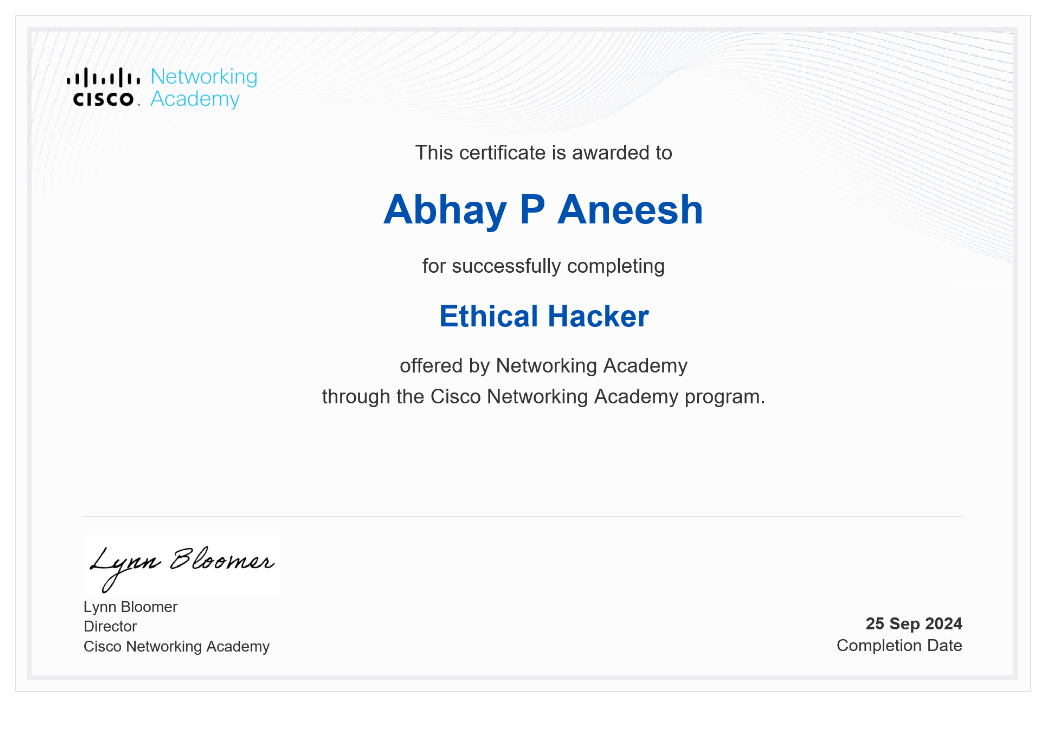 Networking
CISCO. Academy
This certificate is awarded to
Abhay P Aneesh
for successfully completing
Ethical Hacker
offered by Networking Academy
through the Cisco Networking Academy program.
Lynn Bloomer
Lynn Bloomer
Director
Cisco Networking Academy
25 Sep 2024
Completion Date